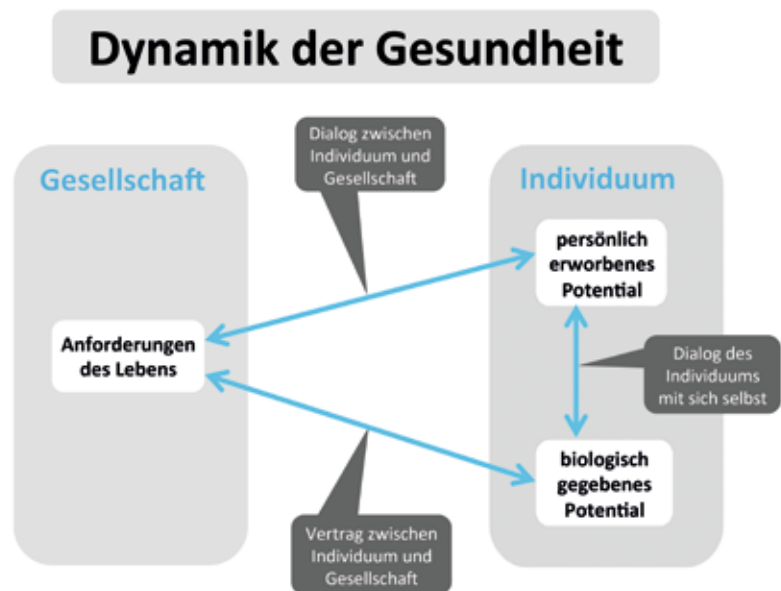 Dynamik der Gesundheit
Dialog zwischen
Individuum und
Gesellschaft
Gesellschaft
Individuum
persönlich
erworbenes
Potential
Anforderungen
des Lebens
Dialog des
Individuums
mit sich selbst
biologisch
gegebenes
Potential
Vertrag zwischen
Individuum und
Gesellschaft